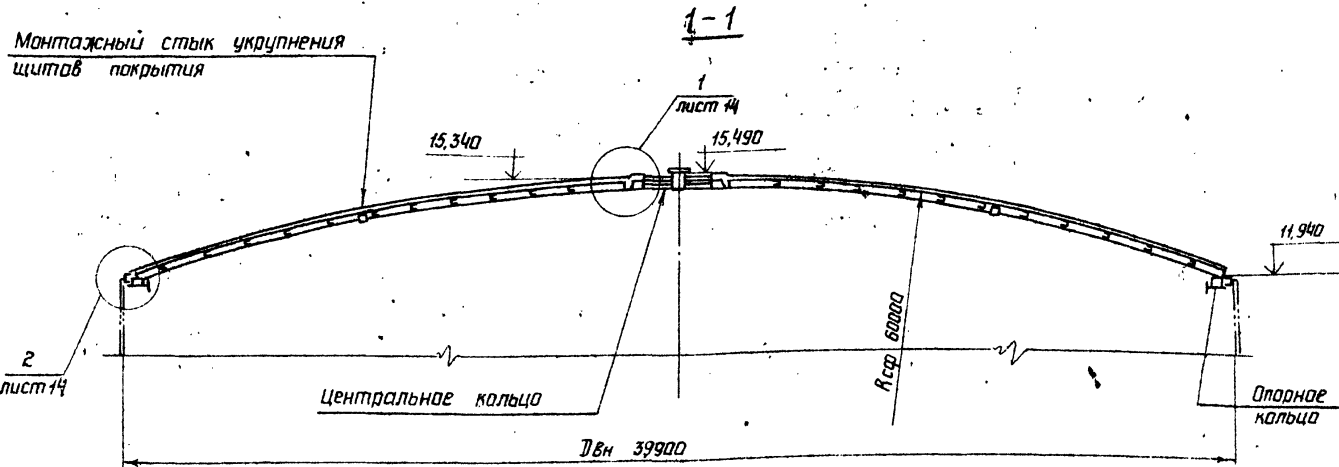 1-1
Монтажный стык укрупнения
щитов покрытия
1
лист 14
15,340
15,490
11,940
2
лист 14
Центральное кольцо
Rсф 60000
Опорное
кольцо
Dвн 39900